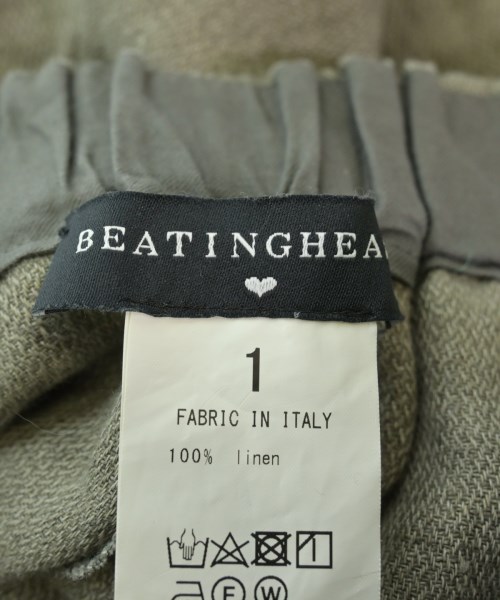 BEATINGHEA
1
FABRIC IN ITALY
100% linen
F W